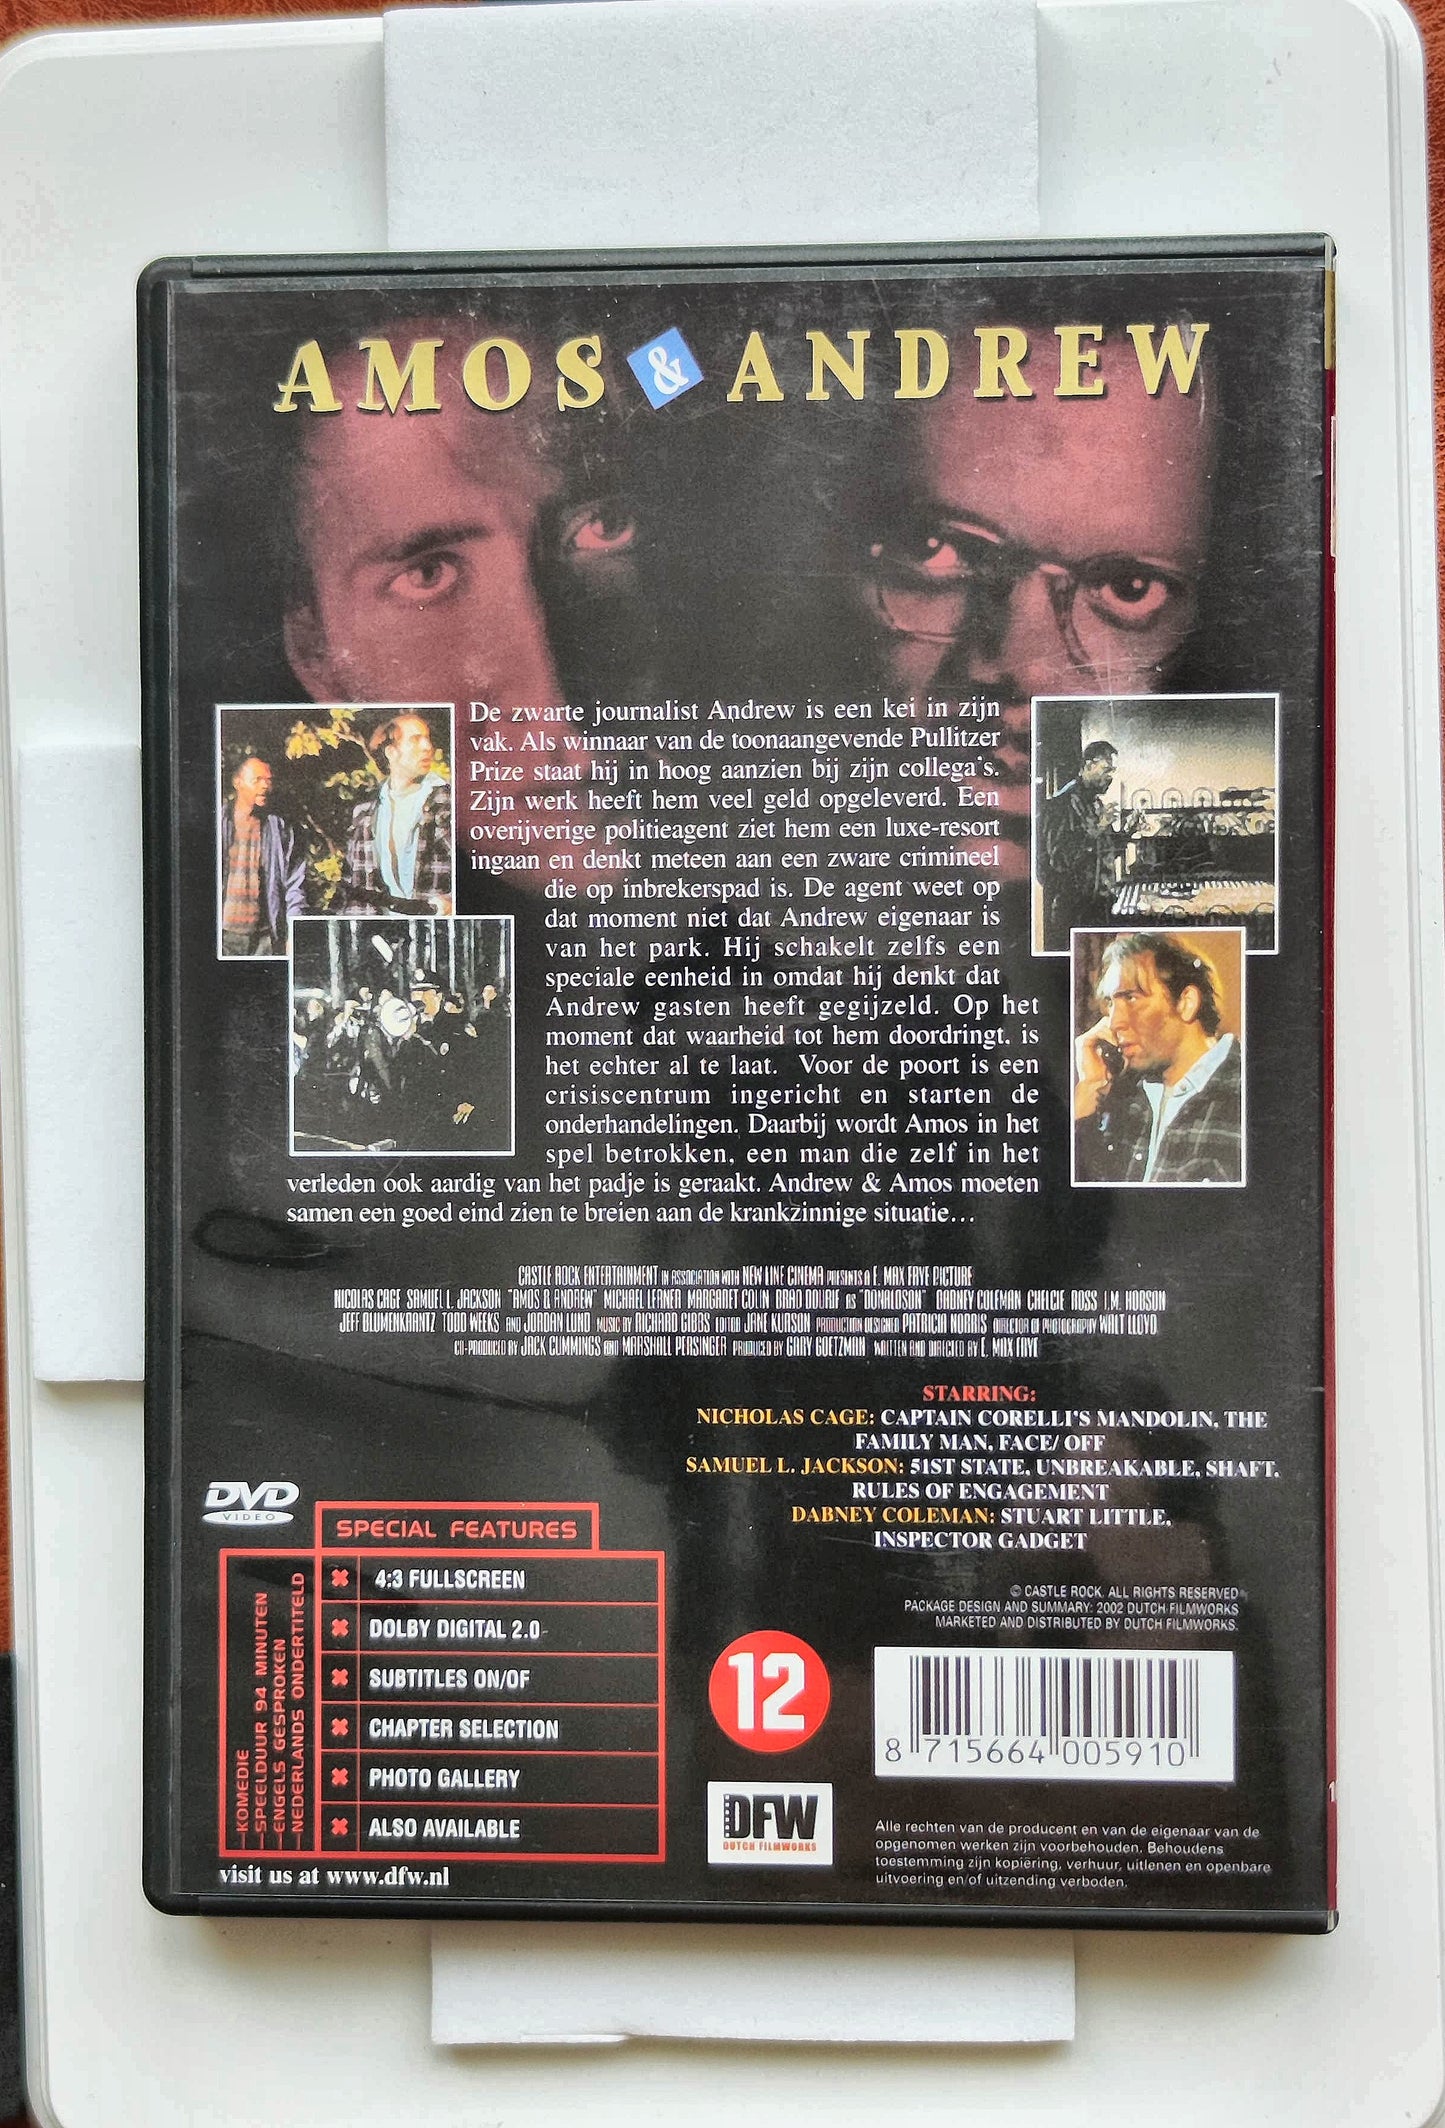 AMOS & ANDREW
De zwarte journalist Andrew is een kei in zijn
vak. Als winnaar van de toonaangevende Pullitzer
Prize staat hij in hoog aanzien bij zijn collega's.
Zijn werk heeft hem veel geld opgeleverd. Een
overijverige politieagent ziet hem een luxe-resort
ingaan en denkt meteen aan een zware crimineel
die op inbrekerspad is. De agent weet op
dat moment niet dat Andrew eigenaar is
van het park. Hij schakelt zelfs een
speciale eenheid in omdat hij denkt dat
Andrew gasten heeft gegijzeld. Op het
moment dat waarheid tot hem doordringt, is
het echter al te laat. Voor de poort is een
crisiscentrum ingericht en starten de
onderhandelingen. Daarbij wordt Amos in het
spel betrokken, een man die zelf in het
verleden ook aardig van het padje is geraakt. Andrew & Amos moeten
samen een goed eind zien te breien aan de krankzinnige situatie...
CASTLE ROCK ENTERTAINMENT IN ASSOCIATION WITH NEW LINE CINEMA PRESENTS A E. MAX FRYE PICTURE
NICOLAS CAGE SAMUEL L. JACKSON "AMOS & ANDREW" MICHAEL LERNER MARGARET COLIN BRAD DOURIF AS "DONALDSON" DABNEY COLEMAN CHELCIE ROSS I.M. HOBSON
JEFF BLUMENKRANTZ TODD WEEKS AND JORDAN LUND MUSIC BY RICHARD GIBBS EDITED JANE KURSON PRODUCTION DESIGNER PATRICIA NORRIS DIRECTOR OF PHOTOGRAPHY WALT LLOYD
CO-PRODUCED BY JACK CUMMINGS AND MARSHALL PERSINGER PRODUCED BY GARY GOETZMAN WRITTEN AND DIRECTED BY E. MAX FRYE
STARRING:
NICHOLAS CAGE: CAPTAIN CORELLI'S MANDOLIN, THE
FAMILY MAN, FACE/ OFF
SAMUEL L. JACKSON: 51ST STATE, UNBREAKABLE, SHAFT,
RULES OF ENGAGEMENT
DABNEY COLEMAN: STUART LITTLE,
INSPECTOR GADGET
DVD
VIDEO
SPECIAL FEATURES
4:3 FULLSCREEN
DOLBY DIGITAL 2.0
SUBTITLES ON/OF
CHAPTER SELECTION
PHOTO GALLERY
ALSO AVAILABLE
KOMEDIE
SPEELDUUR 94 MINUTEN
ENGELS GESPROKEN
NEDERLANDS ONDERTITELD
visit us at www.dfw.nl
© CASTLE ROCK. ALL RIGHTS RESERVED
PACKAGE DESIGN AND SUMMARY: 2002 DUTCH FILMWORKS
MARKETED AND DISTRIBUTED BY DUTCH FILMWORKS.
12
8 715664 005910
DFW
DUTCH FILMWORKS
Alle rechten van de producent en van de eigenaar van de
opgenomen werken zijn voorbehouden. Behoudens
toestemming zijn kopiëring, verhuur, uitlenen en openbare
uitvoering en/of uitzending verboden.